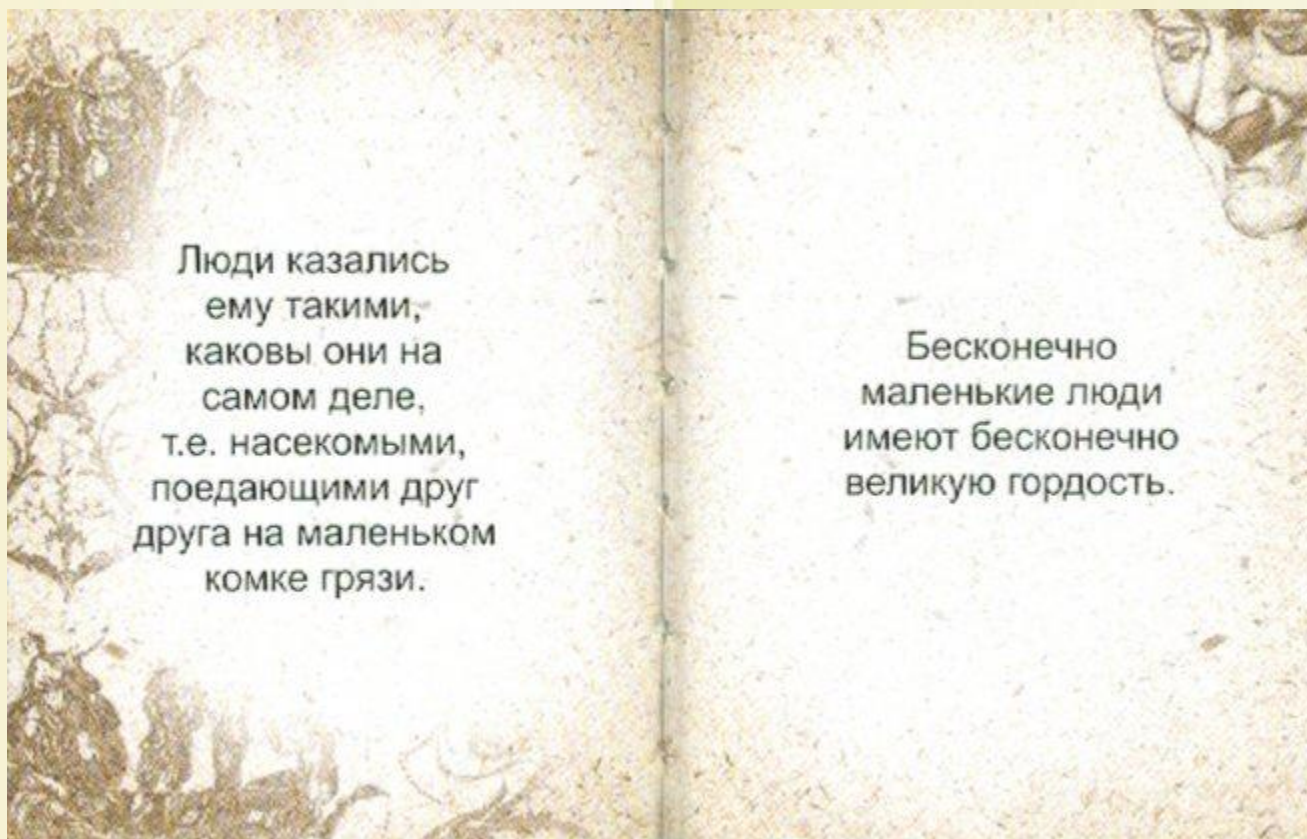 Люди казались
ему такими,
каковы они на
самом деле,
т.е. насекомыми,
поедающими друг
друга на маленьком
комке грязи.
Бесконечно
маленькие люди
имеют бесконечно
великую гордость.